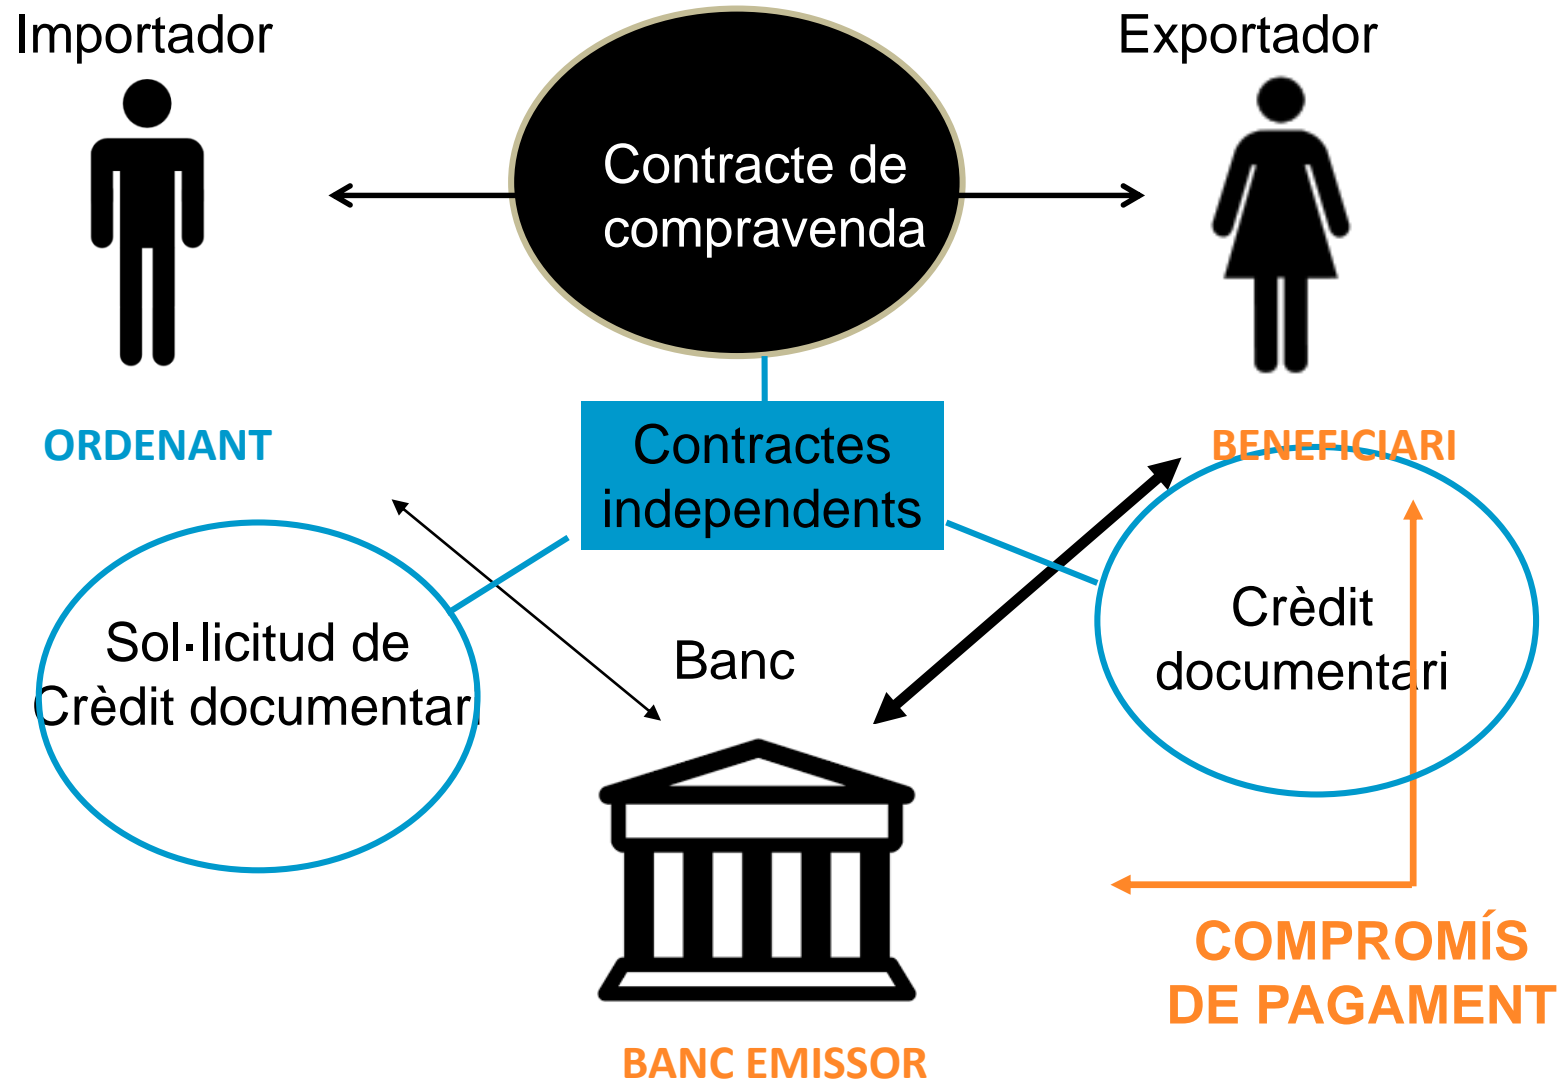 Importador
Exportador
Contracte de
compravenda
ORDENANT
Contractes
independents
BENEFICIARI
Sol·licitud de
Crèdit documentari
Banc
Crèdit
documentari
COMPROMÍS
DE PAGAMENT
BANC EMISSOR